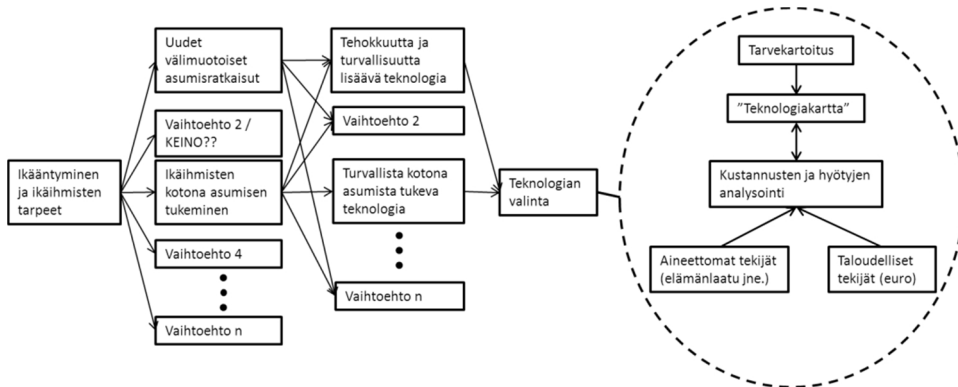 Ikääntyminen
ja ikäihmisten
tarpeet
Uudet
välimuotoiset
asumisratkaisut
Vaihtoehto 2 /
KEINO??
Ikäihmisten
kotona asumisen
tukeminen
Vaihtoehto 4
Vaihtoehto n
Tehokkuutta ja
turvallisuutta
lisäävä teknologia
Vaihtoehto 2
Turvallista kotona
asumista tukeva
teknologia
Vaihtoehto n
Teknologian
valinta
Tarvekartoitus
”Teknologiakartta”
Kustannusten ja hyötyjen
analysointi
Aineettomat tekijät
(elämänlaatu jne.)
Taloudelliset
tekijät (euro)